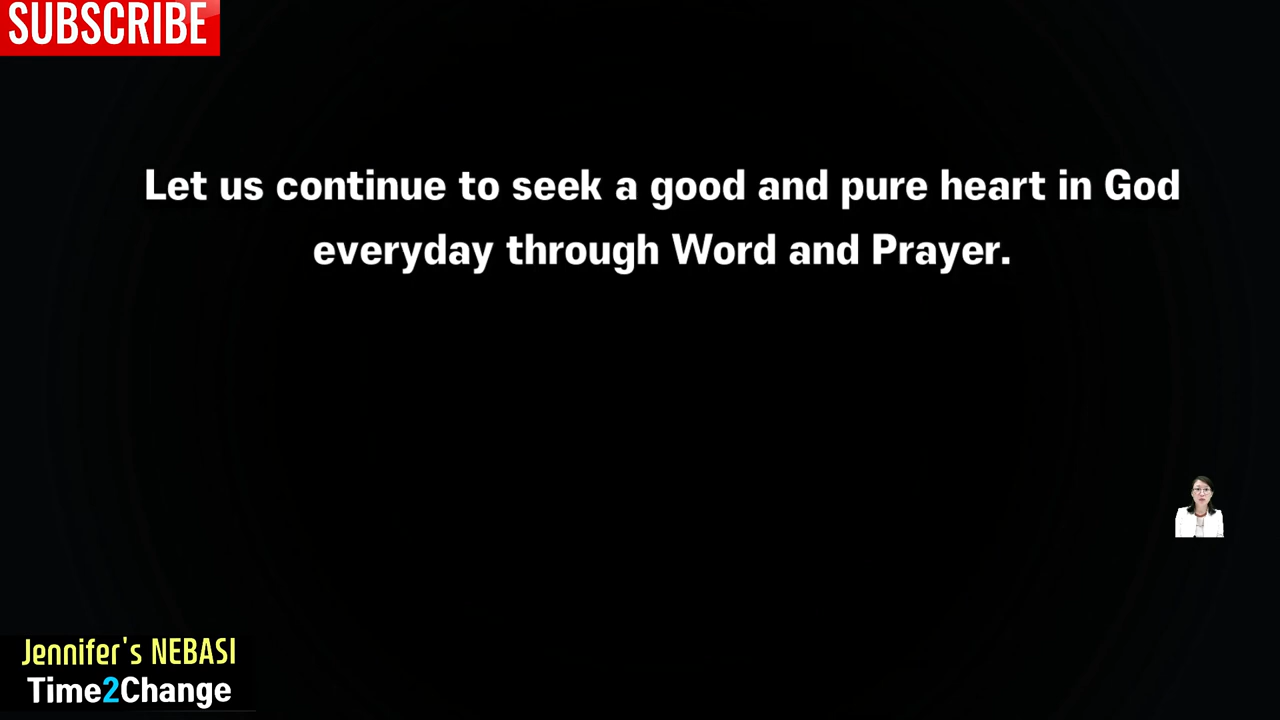 SUBSCRIBE
Let us continue to seek a good and pure heart in God
everyday through Word and Prayer.
Jennifer's NEBASI
Time2Change